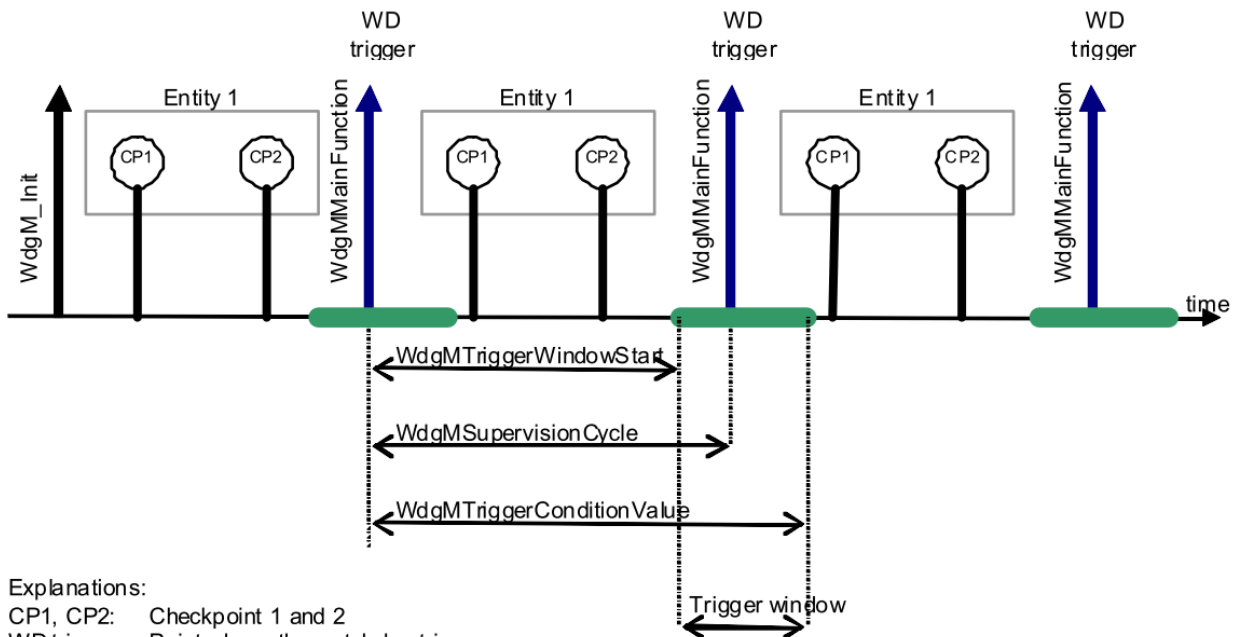 WD
trigger
WD
trigger
WD
trigger
WdgM_Init
Entity 1
CP1
CP2
WdgMMainFunction
Entity 1
CP1
CP2
WdgMMainFunction
Entity 1
CP1
CP2
WdgMMainFunction
time
WdgMTriggerWindowStart
WdgMSupervisionCycle
WdgMTriggerConditionValue
Trigger window
Explanations:
CP1, CP2: Checkpoint 1 and 2